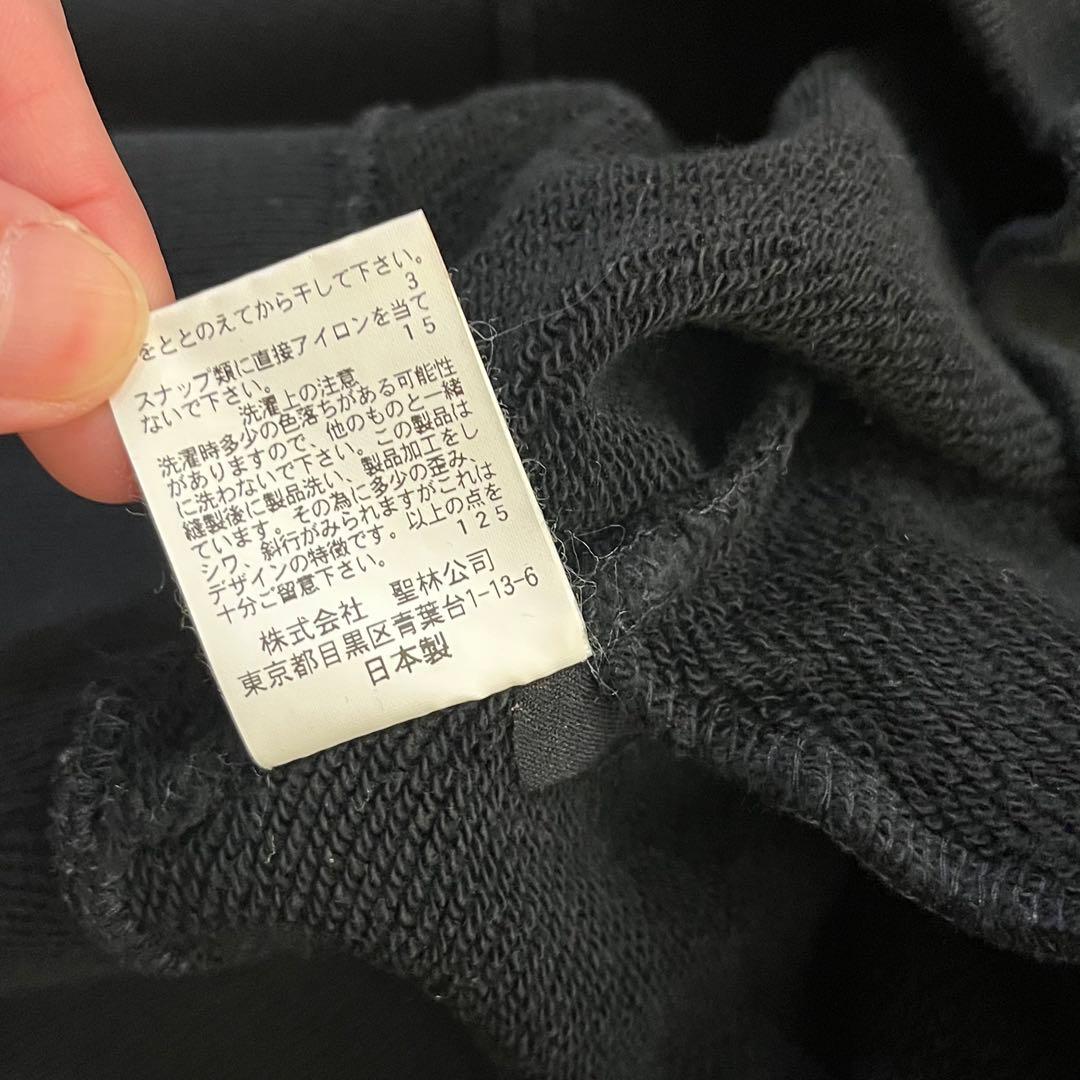 をととのえてから干して下さい。
3
スナップ類に直接アイロンを当て
ないで下さい。
15
洗濯上の注意
洗濯時多少の色落ちがある可能性
がありますので、他のものと一緒
に洗わないで下さい。この製品は
縫製後に製品洗い、製品加工をし
ています。その為に多少の歪み、
シワ、斜行がみられますがこれは
デザインの特徴です。以上の点を
十分ご留意下さい。
125
株式会社 聖林公司
東京都目黒区青葉台1-13-6
日本製